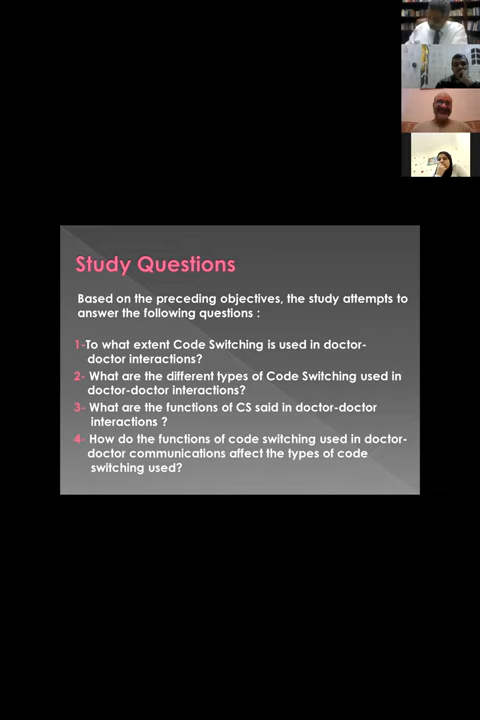 Study Questions
Based on the preceding objectives, the study attempts to
answer the following questions :
1-To what extent Code Switching is used in doctor-
doctor interactions?
2- What are the different types of Code Switching used in
doctor-doctor interactions?
3- What are the functions of CS said in doctor-doctor
interactions ?
4- How do the functions of code switching used in doctor-
doctor communications affect the types of code
switching used?